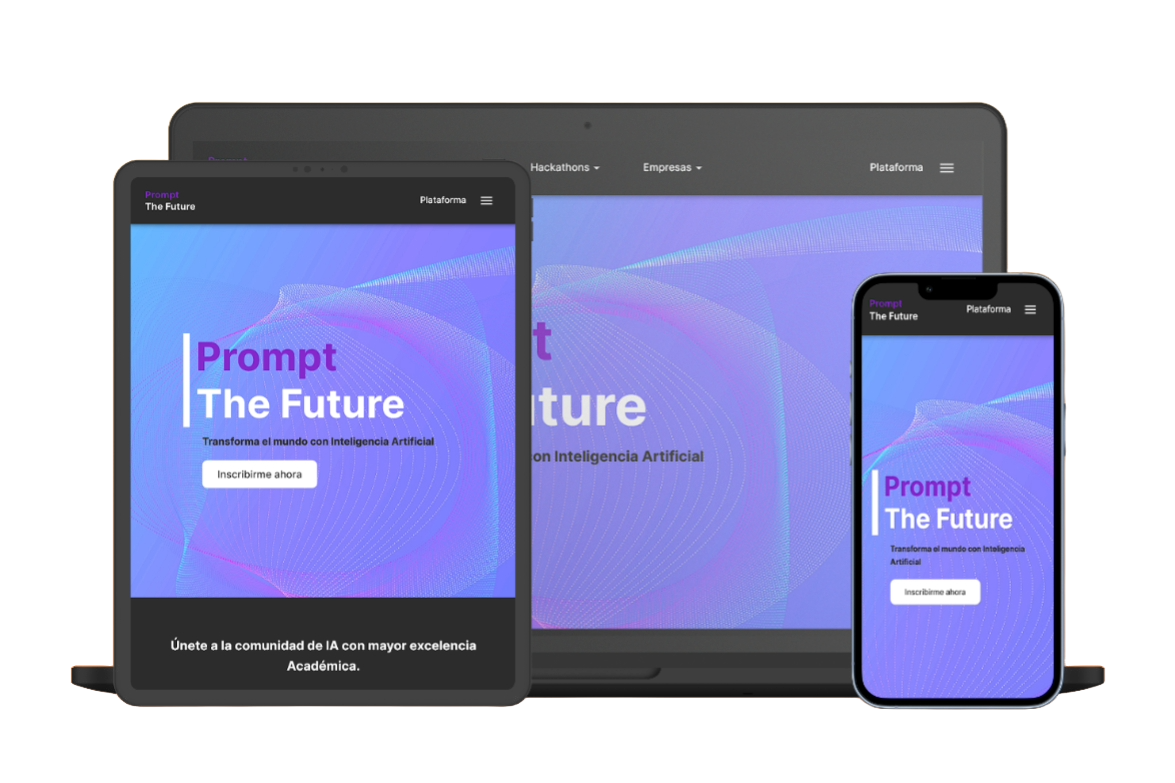 Prompt
Hackathons
Empresas
Plataforma
t
ture
on Inteligencia Artificial
Prompt
The Future
Plataforma
Prompt
The Future
Transforma el mundo con Inteligencia Artificial
Inscribirme ahora
Únete a la comunidad de IA con mayor excelencia
Académica.
Prompt
The Future
Plataforma
Prompt
The Future
Transforma el mundo con Inteligencia
Artificial
Inscribirme ahora